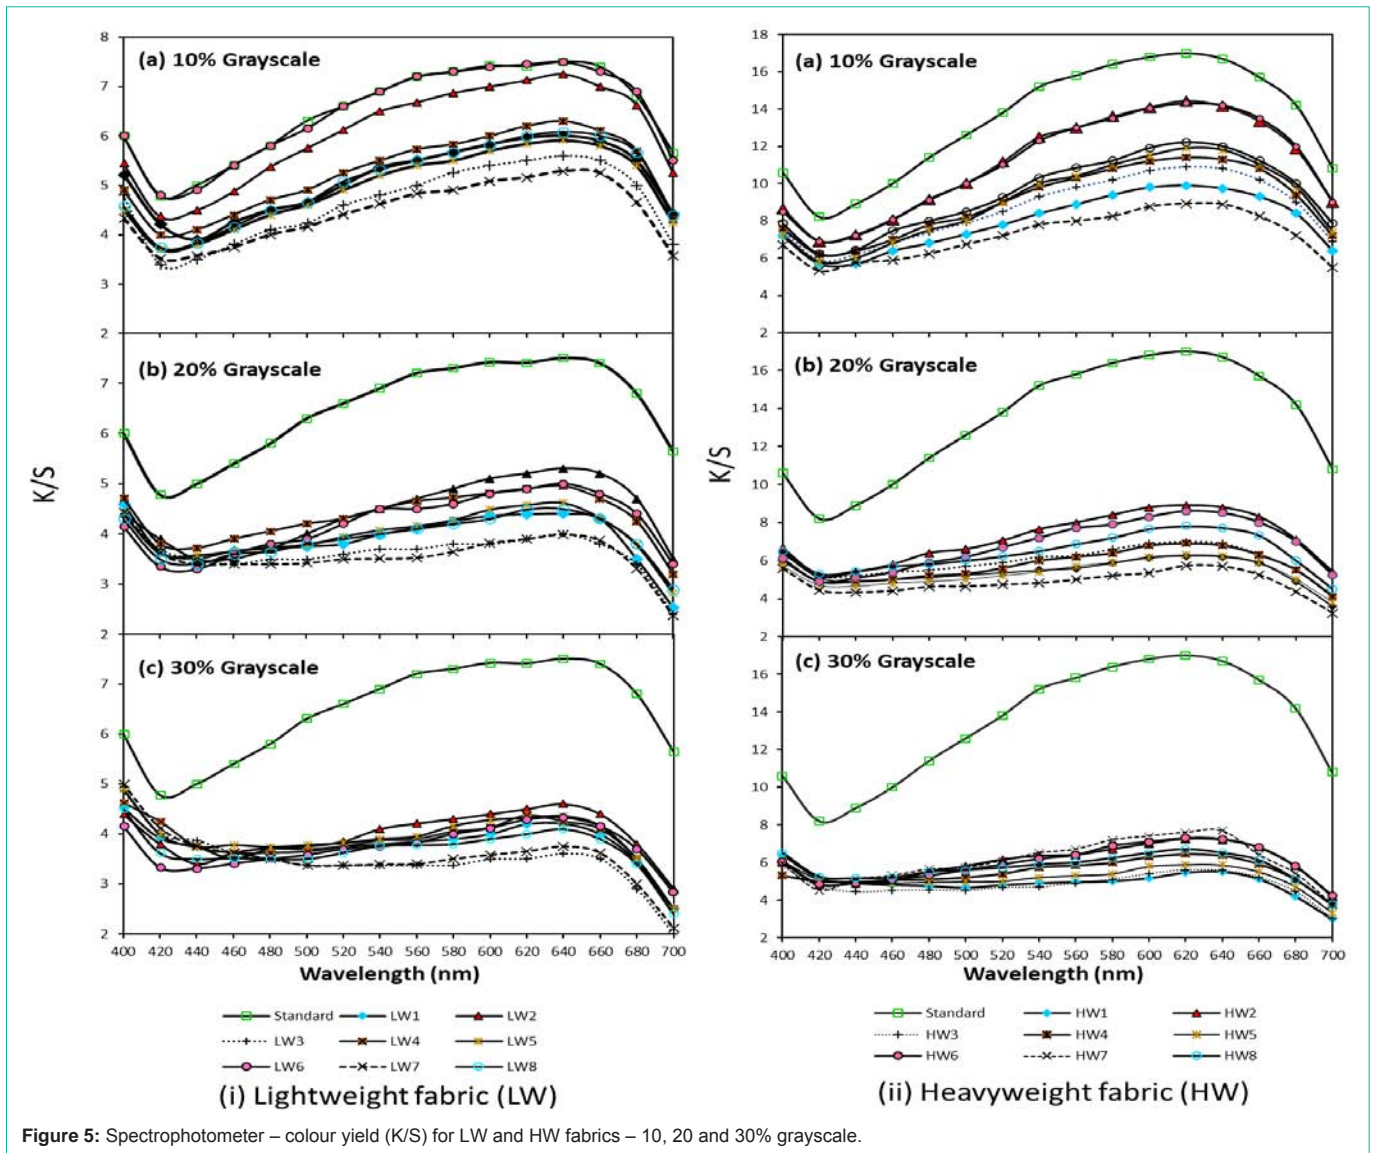 (a) 10% Grayscale
8
7
6
5
4
3
2
(b) 20% Grayscale
7
6
5
4
3
2
(c) 30% Grayscale
7
6
5
4
3
2
K/S
400 420 440 460 480 500 520 540 560 580 600 620 640 660 680 700
Wavelength (nm)
Standard LW1 LW2
LW3 LW4 LW5
LW6 LW7 LW8
(i) Lightweight fabric (LW)
(a) 10% Grayscale
18
16
14
12
10
8
6
4
2
(b) 20% Grayscale
16
14
12
10
8
6
4
2
(c) 30% Grayscale
16
14
12
10
8
6
4
2
K/S
400 420 440 460 480 500 520 540 560 580 600 620 640 660 680 700
Wavelength (nm)
Standard HW1 HW2
HW3 HW4 HW5
HW6 HW7 HW8
(ii) Heavyweight fabric (HW)
Figure 5: Spectrophotometer – colour yield (K/S) for LW and HW fabrics – 10, 20 and 30% grayscale.